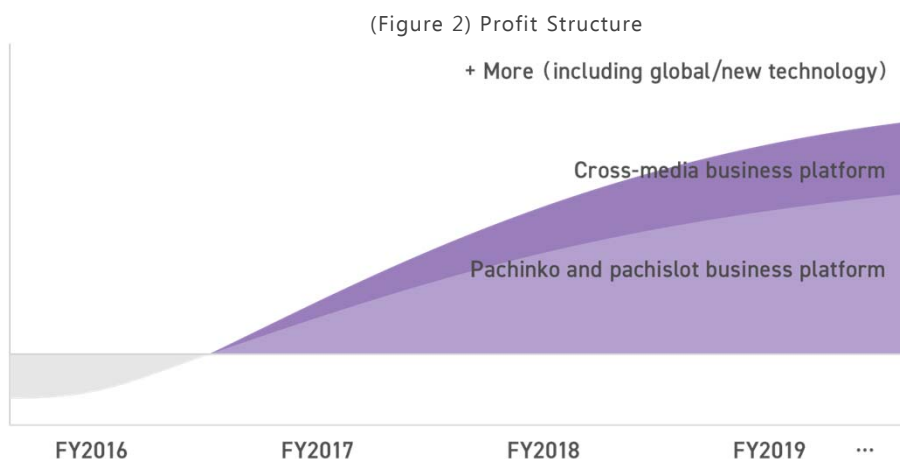 (Figure 2) Profit Structure
+ More (including global/new technology)
Cross-media business platform
Pachinko and pachislot business platform
FY2016 FY2017 FY2018 FY2019 ···